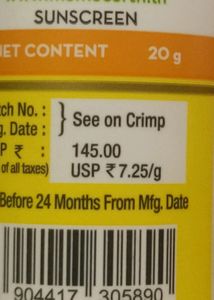 SUNSCREEN
NET CONTENT 20 g
tch No. :
g. Date : } See on Crimp
P ₹ : 145.00
of all taxes) USP ₹ 7.25/g
Before 24 Months From Mfg. Date
904417 305890